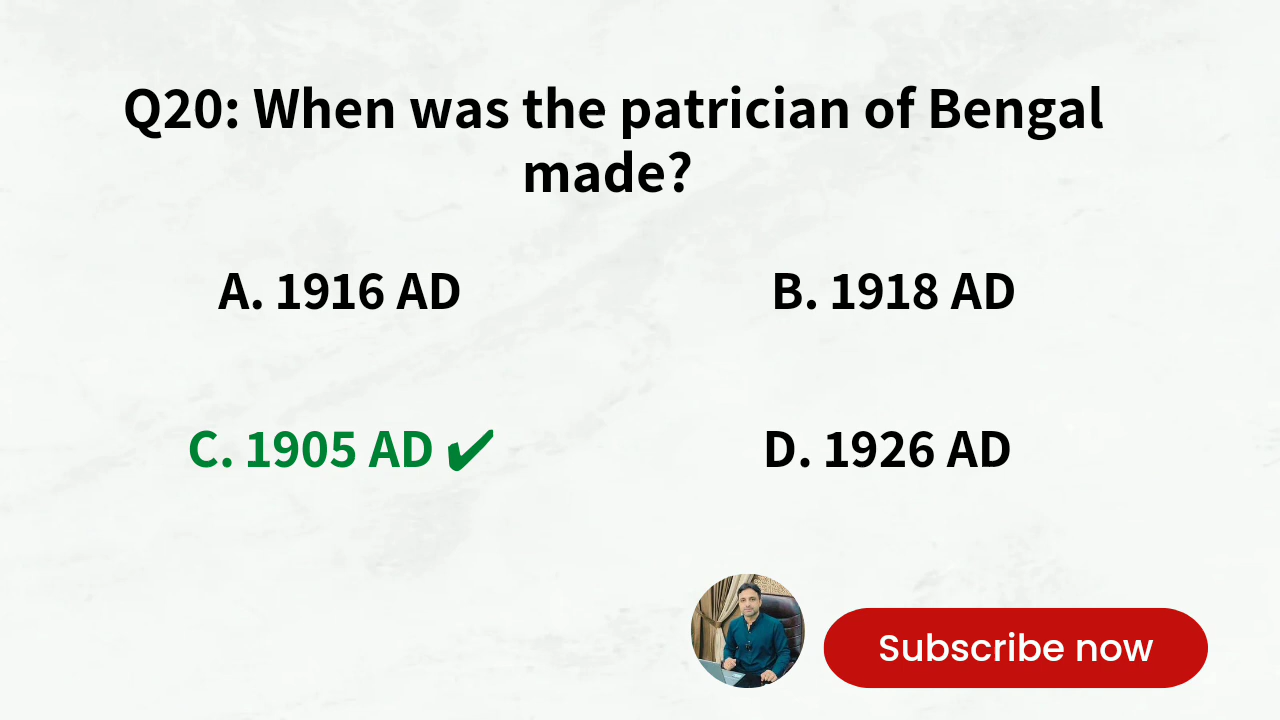 Q20: When was the patrician of Bengal
made?
A. 1916 AD
B. 1918 AD
C. 1905 AD ✔
D. 1926 AD
Subscribe now